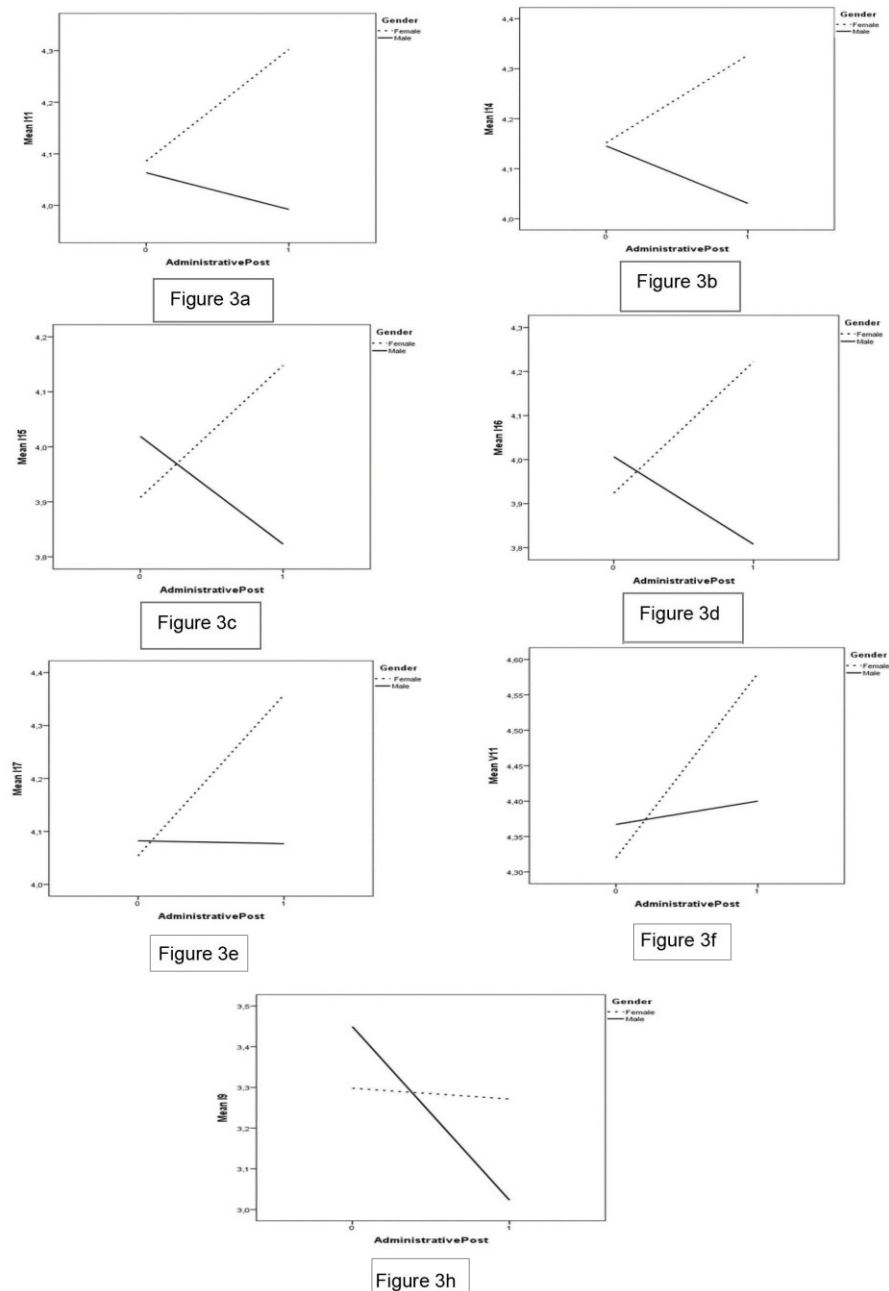 Gender
Female
Male
4,3
4,2
4,1
4,0
Mean I11
0
1
AdministrativePost
Figure 3a
Gender
Female
Male
4,4
4,3
4,2
4,1
4,0
Mean I14
0
1
AdministrativePost
Figure 3b
Gender
Female
Male
4,2
4,1
4,0
3,9
3,8
Mean I15
0
1
AdministrativePost
Figure 3c
Gender
Female
Male
4,3
4,2
4,1
4,0
3,9
3,8
Mean I16
0
1
AdministrativePost
Figure 3d
Gender
Female
Male
4,4
4,3
4,2
4,1
4,0
Mean I17
0
1
AdministrativePost
Figure 3e
Gender
Female
Male
4,60
4,55
4,50
4,45
4,40
4,35
4,30
Mean V11
0
1
AdministrativePost
Figure 3f
Gender
Female
Male
3,5
3,4
3,3
3,2
3,1
3,0
Mean I9
0
1
AdministrativePost
Figure 3h